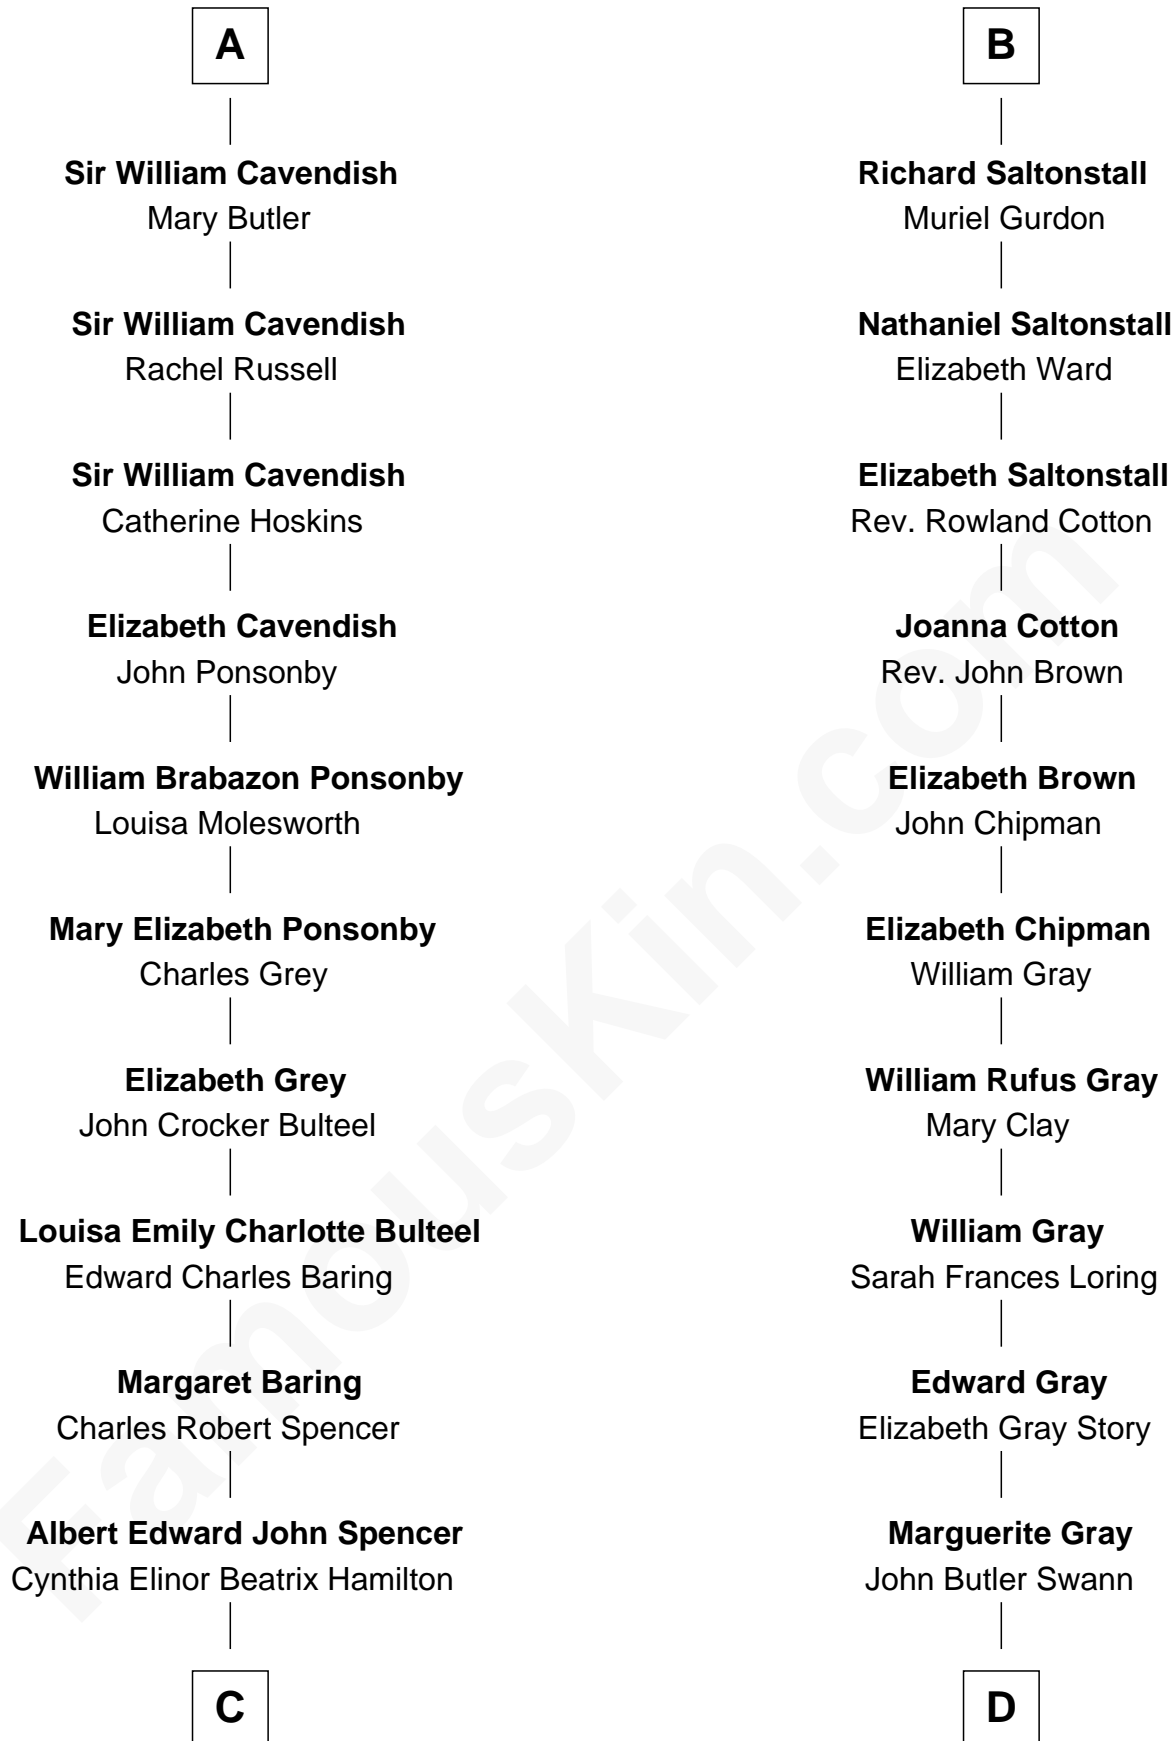 A
Sir William Cavendish
Mary Butler
Sir William Cavendish
Rachel Russell
Sir William Cavendish
Catherine Hoskins
Elizabeth Cavendish
John Ponsonby
William Brabazon Ponsonby
Louisa Molesworth
Mary Elizabeth Ponsonby
Charles Grey
Elizabeth Grey
John Crocker Bulteel
Louisa Emily Charlotte Bulteel
Edward Charles Baring
Margaret Baring
Charles Robert Spencer
Albert Edward John Spencer
Cynthia Elinor Beatrix Hamilton
C
B
Richard Saltonstall
Muriel Gurdon
Nathaniel Saltonstall
Elizabeth Ward
Elizabeth Saltonstall
Rev. Rowland Cotton
Joanna Cotton
Rev. John Brown
Elizabeth Brown
John Chipman
Elizabeth Chipman
William Gray
William Rufus Gray
Mary Clay
William Gray
Sarah Frances Loring
Edward Gray
Elizabeth Gray Story
Marguerite Gray
John Butler Swann
D
FamousKin.com